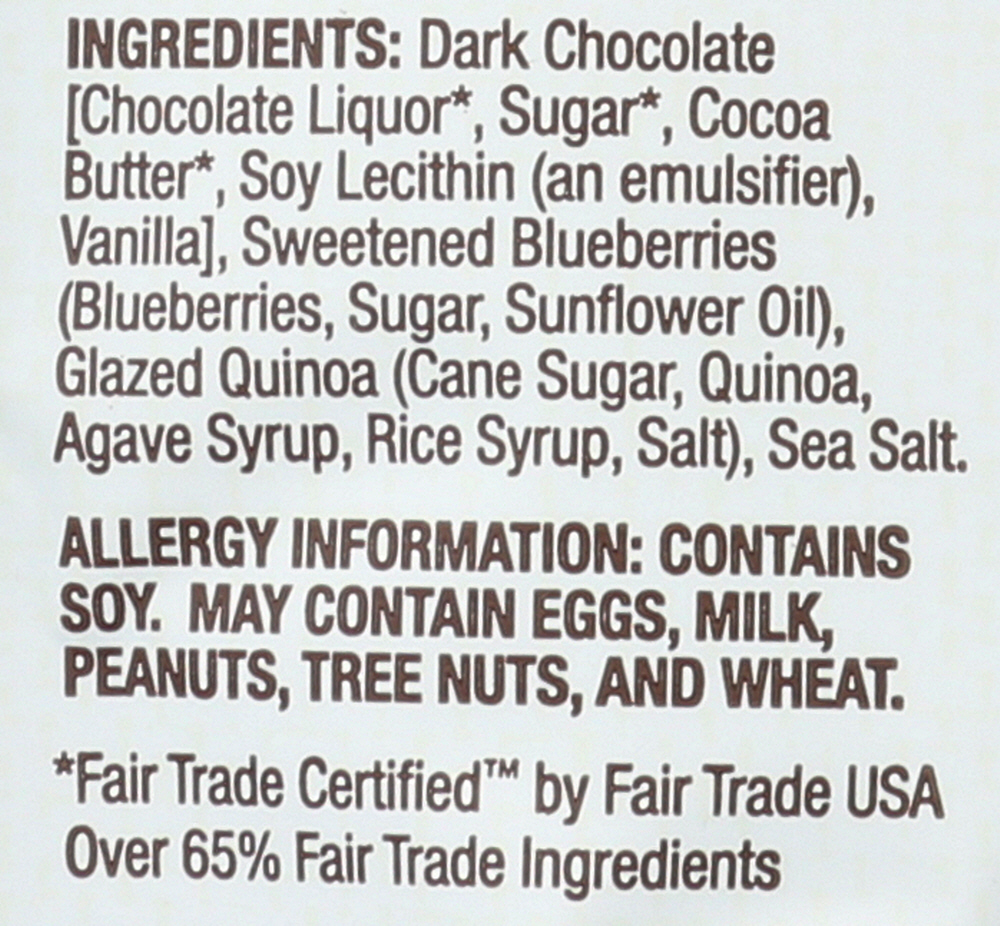 INGREDIENTS: Dark Chocolate
[Chocolate Liquor*, Sugar*, Cocoa
Butter*, Soy Lecithin (an emulsifier),
Vanilla], Sweetened Blueberries
(Blueberries, Sugar, Sunflower Oil),
Glazed Quinoa (Cane Sugar, Quinoa,
Agave Syrup, Rice Syrup, Salt), Sea Salt.
ALLERGY INFORMATION: CONTAINS
SOY. MAY CONTAIN EGGS, MILK,
PEANUTS, TREE NUTS, AND WHEAT.
*Fair Trade Certified™ by Fair Trade USA
Over 65% Fair Trade Ingredients